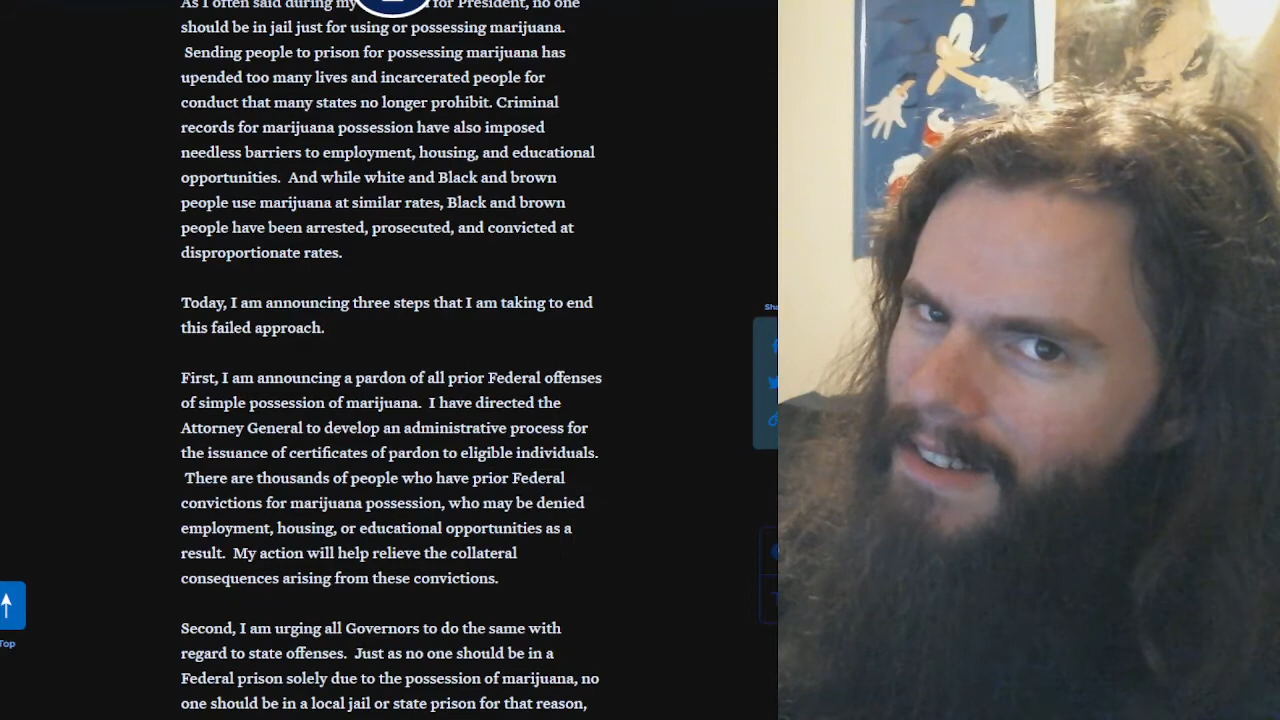 As I often said during my for President, no one
should be in jail just for using or possessing marijuana.
Sending people to prison for possessing marijuana has
upended too many lives and incarcerated people for
conduct that many states no longer prohibit. Criminal
records for marijuana possession have also imposed
needless barriers to employment, housing, and educational
opportunities. And while white and Black and brown
people use marijuana at similar rates, Black and brown
people have been arrested, prosecuted, and convicted at
disproportionate rates.
Today, I am announcing three steps that I am taking to end
this failed approach.
First, I am announcing a pardon of all prior Federal offenses
of simple possession of marijuana. I have directed the
Attorney General to develop an administrative process for
the issuance of certificates of pardon to eligible individuals.
There are thousands of people who have prior Federal
convictions for marijuana possession, who may be denied
employment, housing, or educational opportunities as a
result. My action will help relieve the collateral
consequences arising from these convictions.
Second, I am urging all Governors to do the same with
regard to state offenses. Just as no one should be in a
Federal prison solely due to the possession of marijuana, no
one should be in a local jail or state prison for that reason,
Top